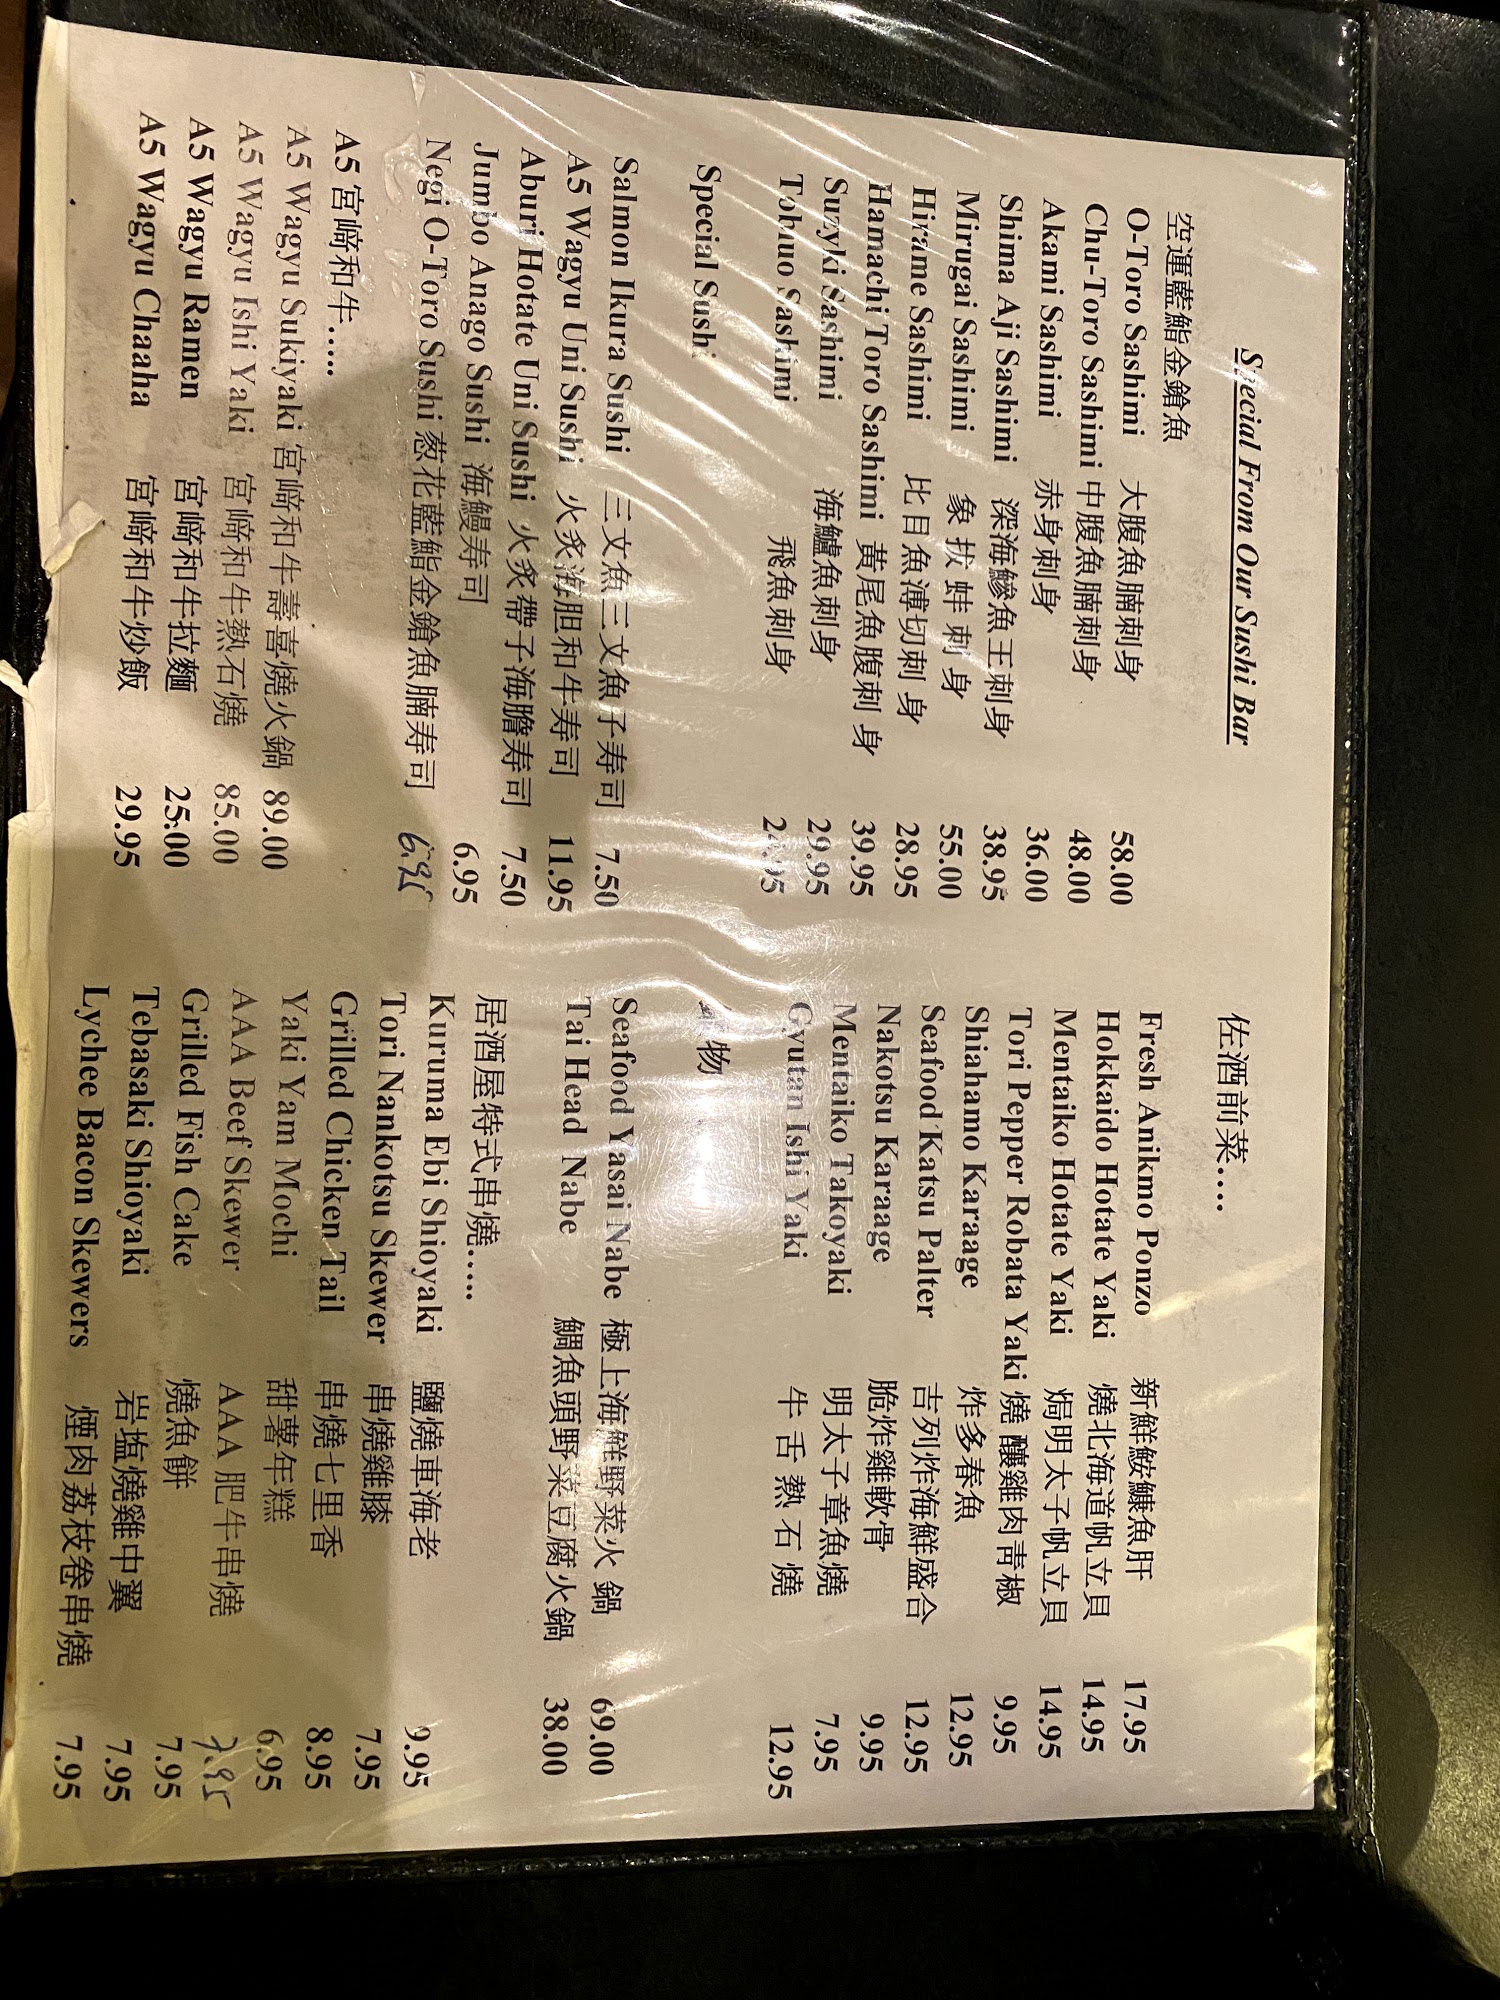 Special From Our Sushi Bar
空運藍鮨金鎗魚
O-Toro Sashimi 大腹魚腩刺身 58.00
Chu-Toro Sashimi 中腹魚腩刺身 48.00
Akami Sashimi 赤身刺身 36.00
Shima Aji Sashimi 深海鰺魚王刺身 38.95
Mirugai Sashimi 象拔蚌刺身 55.00
Hirame Sashimi 比目魚溥切刺身 28.95
Hamachi Toro Sashimi 黃尾魚腹刺身 39.95
Suzyki Sashimi 海鱸魚刺身 29.95
Tobiuo Sashimi 飛魚刺身 24.95
Special Sushi
Salmon Ikura Sushi 三文魚三文魚子寿司 7.50
A5 Wagyu Uni Sushi 火炙海胆和牛寿司 11.95
Aburi Hotate Uni Sushi 火炙帶子海膽寿司 7.50
Jumbo Anago Sushi 海鰻寿司 6.95
Negi O-Toro Sushi 葱花藍鮨金鎗魚腩寿司 6.95
A5 宮崎和牛.....
A5 Wagyu Sukiyaki 宮崎和牛壽喜燒火鍋 89.00
A5 Wagyu Ishi Yaki 宮崎和牛熱石燒 85.00
A5 Wagyu Ramen 宮崎和牛拉麵 25.00
A5 Wagyu Chaaha 宮崎和牛炒飯 29.95
佐酒前菜....
Fresh Anikmo Ponzo 新鮮鮟鱇魚肝 17.95
Hokkaido Hotate Yaki 燒北海道帆立貝 14.95
Mentaiko Hotate Yaki 焗明太子帆立貝 14.95
Tori Pepper Robata Yaki 燒釀雞肉靑椒 9.95
Shiahamo Karaage 炸多春魚 12.95
Seafood Katsu Palter 吉列炸海鮮盛合 12.95
Nakotsu Karaage 脆炸雞軟骨 9.95
Mentaiko Takoyaki 明太子章魚燒 7.95
Gyutan Ishi Yaki 牛舌熱石燒 12.95
物
Seafood Yasai Nabe 極上海鮮野菜火鍋 69.00
Tai Head Nabe 鯛魚頭野菜豆腐火鍋 38.00
居酒屋特式串燒.....
Kuruma Ebi Shioyaki 鹽燒車海老 9.95
Tori Nankotsu Skewer 串燒雞膝 7.95
Grilled Chicken Tail 串燒七里香 8.95
Yaki Yam Mochi 甜薯年糕 6.95
AAA Beef Skewer AAA 肥牛串燒 7.95
Grilled Fish Cake 燒魚餅 7.95
Tebasaki Shioyaki 岩塩燒雞中翼 7.95
Lychee Bacon Skewers 煙肉荔枝卷串燒 7.95